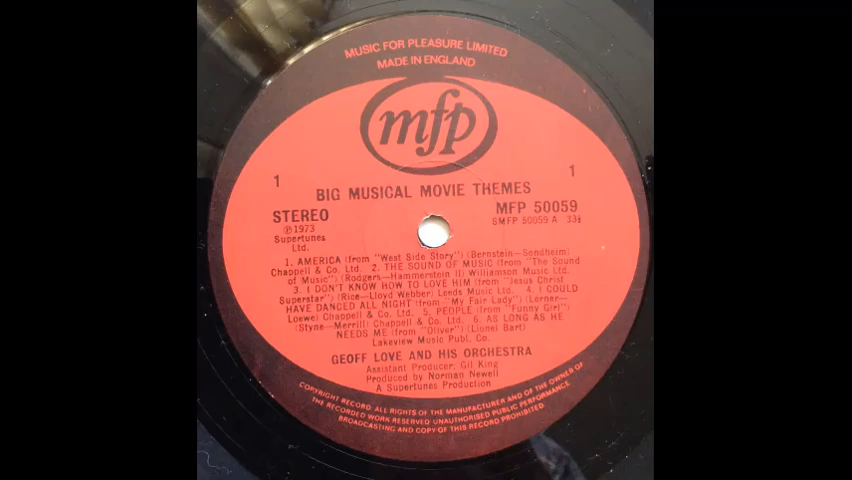 MUSIC FOR PLEASURE LIMITED
MADE IN ENGLAND
mfp
1 1
BIG MUSICAL MOVIE THEMES
STEREO MFP 50059
℗1973 SMFP 50059 A 33⅓
Supertunes
Ltd.
1. AMERICA (from "West Side Story") (Bernstein—Sondheim)
Chappell & Co. Ltd. 2. THE SOUND OF MUSIC (from "The Sound
of Music") (Rodgers—Hammerstein II) Williamson Music Ltd.
3. I DON'T KNOW HOW TO LOVE HIM (from "Jesus Christ
Superstar") (Rice—Lloyd Webber) Leeds Music Ltd. 4. I COULD
HAVE DANCED ALL NIGHT (from "My Fair Lady") (Lerner—
Loewe) Chappell & Co. Ltd. 5. PEOPLE (from "Funny Girl")
(Styne—Merrill) Chappell & Co. Ltd. 6. AS LONG AS HE
NEEDS ME (from "Oliver") (Lionel Bart)
Lakeview Music Publ. Co.
GEOFF LOVE AND HIS ORCHESTRA
Assistant Producer: Gil King
Produced by Norman Newell
A Supertunes Production
COPYRIGHT RECORD ALL RIGHTS OF THE MANUFACTURER AND OF THE OWNER OF
THE RECORDED WORK RESERVED UNAUTHORISED PUBLIC PERFORMANCE
BROADCASTING AND COPY OF THIS RECORD PROHIBITED